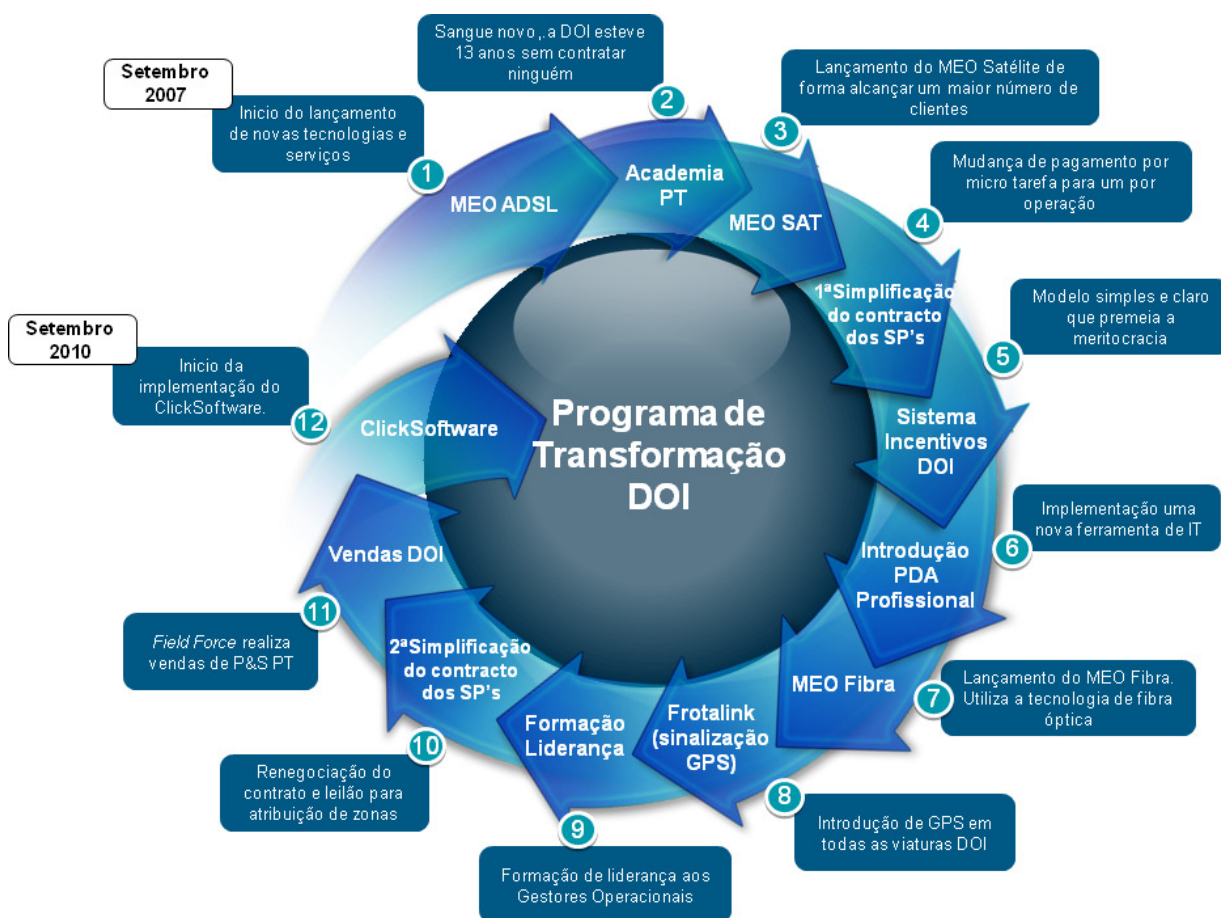 Setembro
2007
Inicio do lançamento
de novas tecnologias e
serviços
1
MEO ADSL
Sangue novo,.a DOI esteve
13 anos sem contratar
ninguém
2
Academia
PT
Lançamento do MEO Satélite de
forma alcançar um maior número de
clientes
3
MEO SAT
Mudança de pagamento por
micro tarefa para um por
operação
4
1ªSimplificação
do contracto
dos SP's
Modelo simples e claro
que premeia a
meritocracia
5
Sistema
Incentivos
DOI
Implementação uma
nova ferramenta de IT
6
Introdução
PDA
Profissional
Lançamento do MEO Fibra.
Utiliza a tecnologia de fibra
óptica
7
MEO Fibra
Introdução de GPS em
todas as viaturas DOI
8
Frotalink
(sinalização
GPS)
Formação de liderança aos
Gestores Operacionais
9
Formação
Liderança
Renegociação do
contrato e leilão para
atribuição de zonas
10
2ªSimplificação
do contracto
dos SP's
Field Force realiza
vendas de P&S PT
11
Vendas DOI
Setembro
2010
Inicio da
implementação do
ClickSoftware.
12
ClickSoftware
Programa de
Transformação
DOI